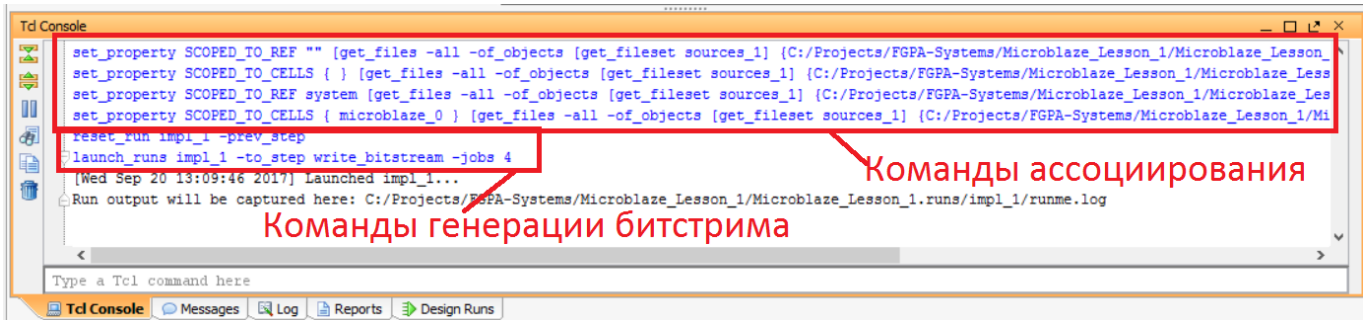 Tcl Console
set_property SCOPED_TO_REF "" [get_files -all -of_objects [get_fileset sources_1] {C:/Projects/FGPA-Systems/Microblaze_Lesson_1/Microblaze_Lesson_
set_property SCOPED_TO_CELLS { } [get_files -all -of_objects [get_fileset sources_1] {C:/Projects/FGPA-Systems/Microblaze_Lesson_1/Microblaze_Less
set_property SCOPED_TO_REF system [get_files -all -of_objects [get_fileset sources_1] {C:/Projects/FGPA-Systems/Microblaze_Lesson_1/Microblaze_Les
set_property SCOPED_TO_CELLS { microblaze_0 } [get_files -all -of_objects [get_fileset sources_1] {C:/Projects/FGPA-Systems/Microblaze_Lesson_1/Mi
reset_run impl_1 -prev_step
launch_runs impl_1 -to_step write_bitstream -jobs 4
Команды ассоциирования
[Wed Sep 20 13:09:46 2017] Launched impl_1...
Run output will be captured here: C:/Projects/FGPA-Systems/Microblaze_Lesson_1/Microblaze_Lesson_1.runs/impl_1/runme.log
Команды генерации битстрима
Type a Tcl command here
Tcl Console Messages Log Reports Design Runs